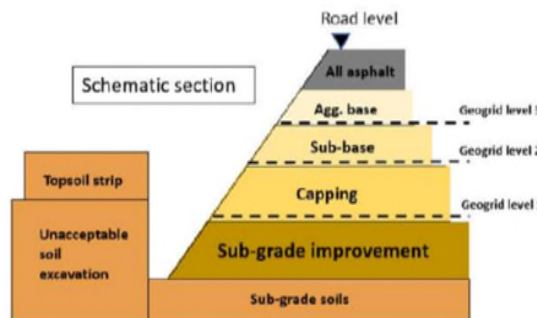 Road level
Schematic section
All asphalt
Agg. base
Geogrid level
Sub-base
Geogrid level 2
Topsoil strip
Capping
Geogrid level
Unacceptable
soil
excavation
Sub-grade improvement
Sub-grade soils